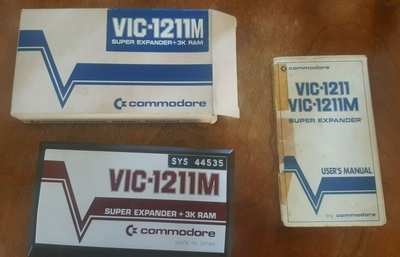 VIC-1211M
SUPER EXPANDER+3K RAM
commodore
commodore
VIC-1211
VIC-1211M
SUPER EXPANDER
USER'S MANUAL
by commodore
SYS 44535
VIC-1211M
SUPER EXPANDER+3K RAM
commodore
MADE IN JAPAN